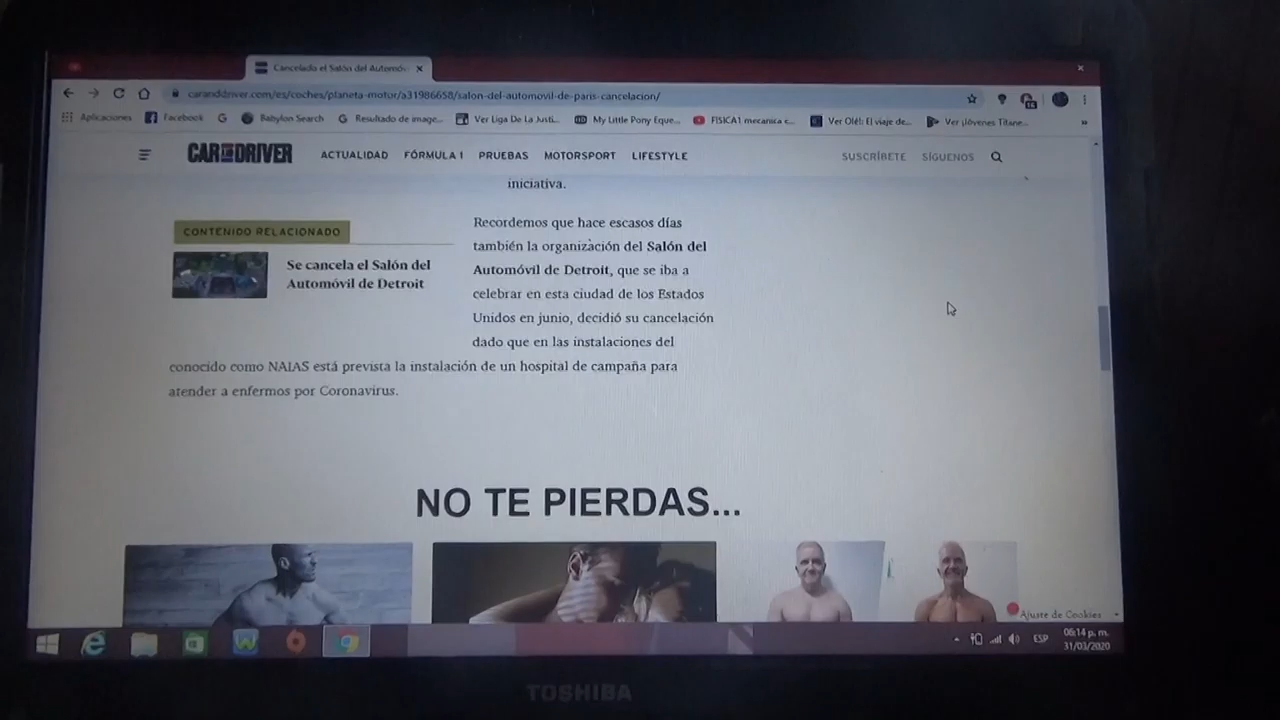 Cancelado el Salón del Automóv
caranddriver.com/es/coches/planeta-motor/a31986658/salon-del-automovil-de-paris-cancelacion/
Aplicaciones Facebook Babylon Search Resultado de image... Ver Liga De La Justi... My Little Pony Eque... FISICA1 mecanica c... Ver Olé!: El viaje de... Ver ¡Jóvenes Titane...
CAR AND DRIVER ACTUALIDAD FÓRMULA 1 PRUEBAS MOTORSPORT LIFESTYLE SUSCRÍBETE SÍGUENOS
iniciativa.
CONTENIDO RELACIONADO
Se cancela el Salón del
Automóvil de Detroit
Recordemos que hace escasos días
también la organización del Salón del
Automóvil de Detroit, que se iba a
celebrar en esta ciudad de los Estados
Unidos en junio, decidió su cancelación
dado que en las instalaciones del
conocido como NAIAS está prevista la instalación de un hospital de campaña para
atender a enfermos por Coronavirus.
NO TE PIERDAS...
Ajuste de Cookies
ESP
06:14 p. m.
31/03/2020
TOSHIBA